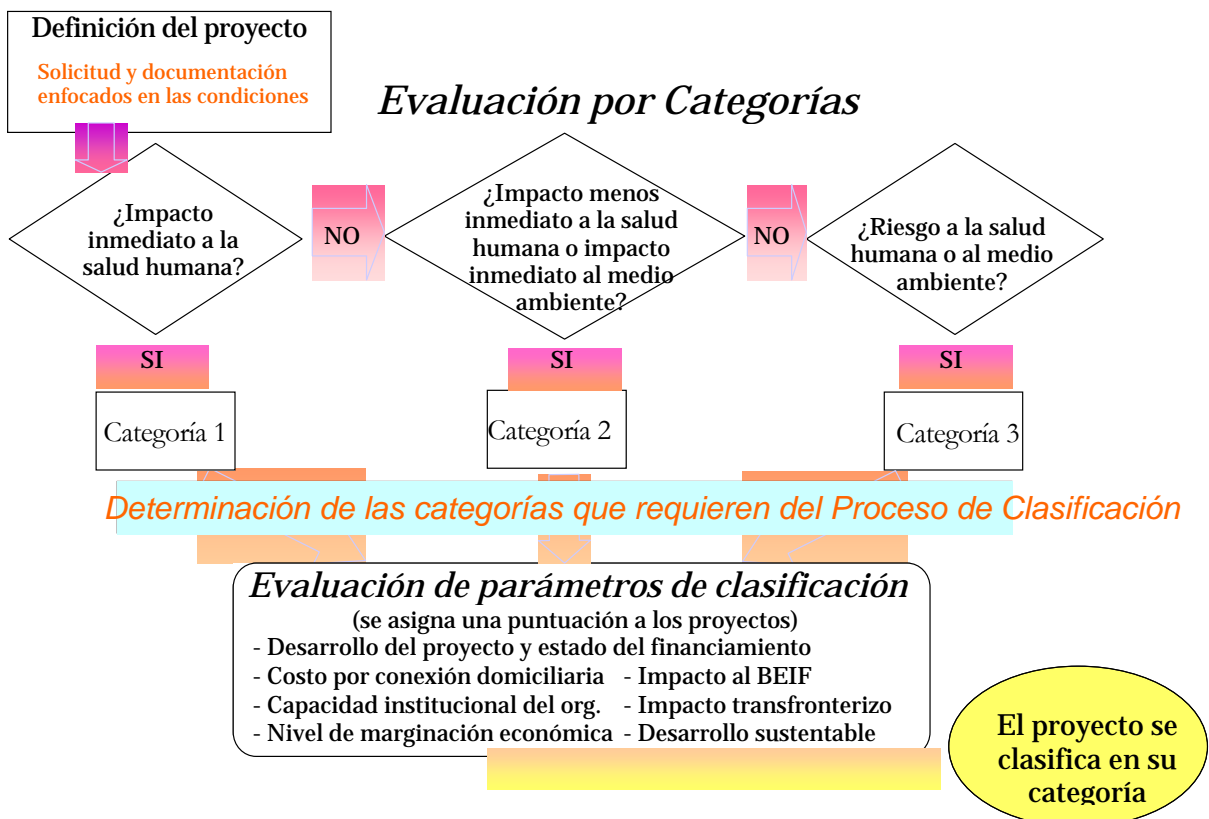 Definición del proyecto
Solicitud y documentación
enfocados en las condiciones
Evaluación por Categorías
¿Impacto
inmediato a la
salud humana?
NO
¿Impacto menos
inmediato a la salud
humana o impacto
inmediato al medio
ambiente?
NO
¿Riesgo a la salud
humana o al medio
ambiente?
SI
SI
SI
Categoría 1
Categoría 2
Categoría 3
Determinación de las categorías que requieren del Proceso de Clasificación
Evaluación de parámetros de clasificación
(se asigna una puntuación a los proyectos)
- Desarrollo del proyecto y estado del financiamiento
- Costo por conexión domiciliaria - Impacto al BEIF
- Capacidad institucional del org. - Impacto transfronterizo
- Nivel de marginación económica - Desarrollo sustentable
El proyecto se
clasifica en su
categoría